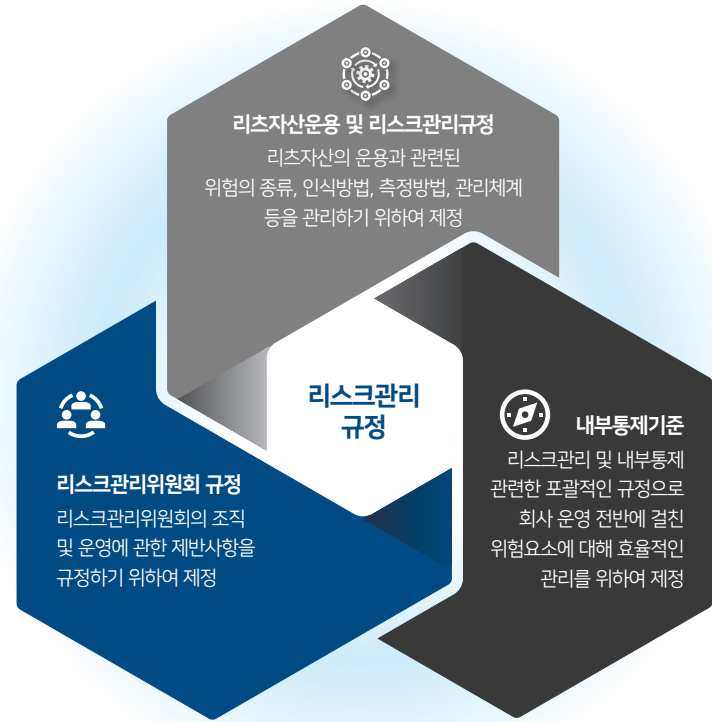 리츠자산운용 및 리스크관리규정
리츠자산의 운용과 관련된
위험의 종류, 인식방법, 측정방법, 관리체계
등을 관리하기 위하여 제정
리스크관리
규정
리스크관리위원회 규정
리스크관리위원회의 조직
및 운영에 관한 제반사항을
규정하기 위하여 제정
내부통제기준
리스크관리 및 내부통제
관련한 포괄적인 규정으로
회사 운영 전반에 걸친
위험요소에 대해 효율적인
관리를 위하여 제정